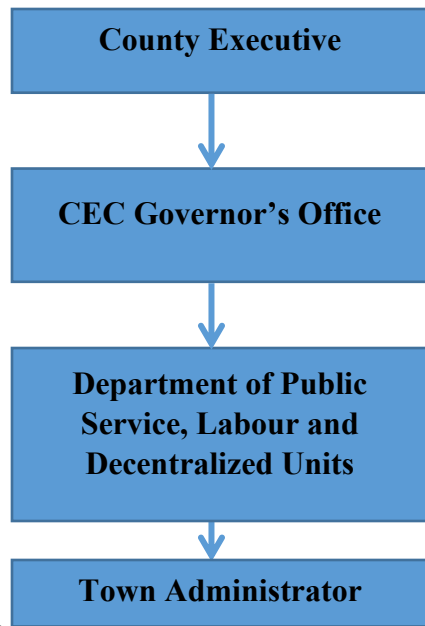 County Executive
CEC Governor’s Office
Department of Public
Service, Labour and
Decentralized Units
Town Administrator